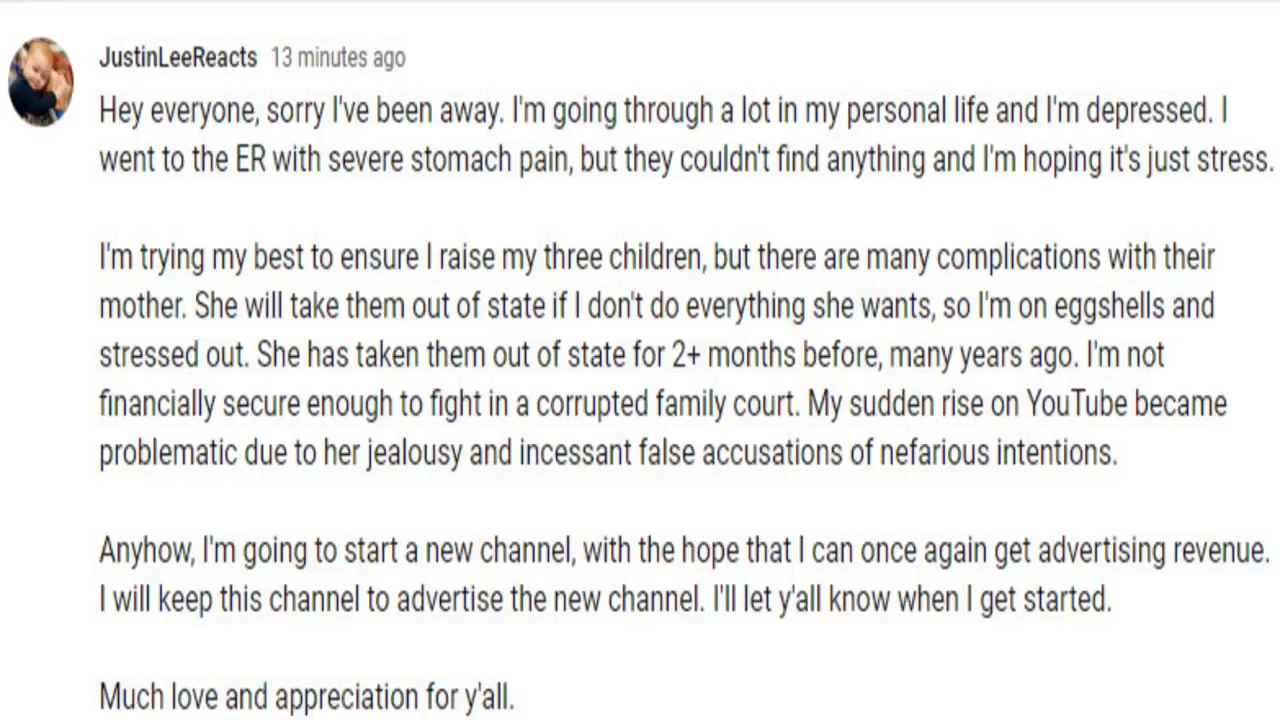 JustinLeeReacts 13 minutes ago
Hey everyone, sorry I've been away. I'm going through a lot in my personal life and I'm depressed. I
went to the ER with severe stomach pain, but they couldn't find anything and I'm hoping it's just stress.
I'm trying my best to ensure I raise my three children, but there are many complications with their
mother. She will take them out of state if I don't do everything she wants, so I'm on eggshells and
stressed out. She has taken them out of state for 2+ months before, many years ago. I'm not
financially secure enough to fight in a corrupted family court. My sudden rise on YouTube became
problematic due to her jealousy and incessant false accusations of nefarious intentions.
Anyhow, I'm going to start a new channel, with the hope that I can once again get advertising revenue.
I will keep this channel to advertise the new channel. I'll let y'all know when I get started.
Much love and appreciation for y'all.